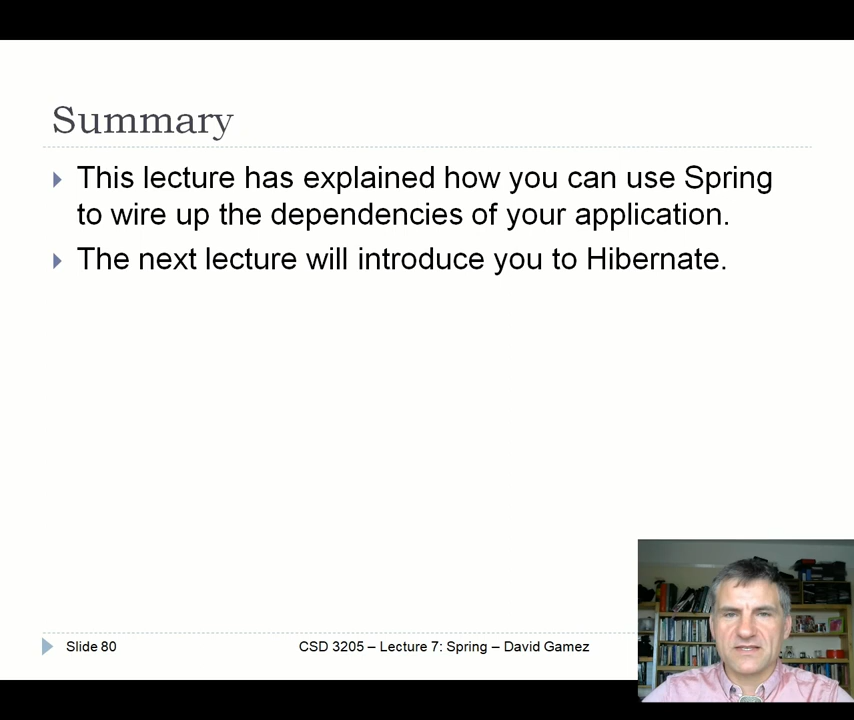 Summary
This lecture has explained how you can use Spring
to wire up the dependencies of your application.
The next lecture will introduce you to Hibernate.
Slide 80
CSD 3205 – Lecture 7: Spring – David Gamez